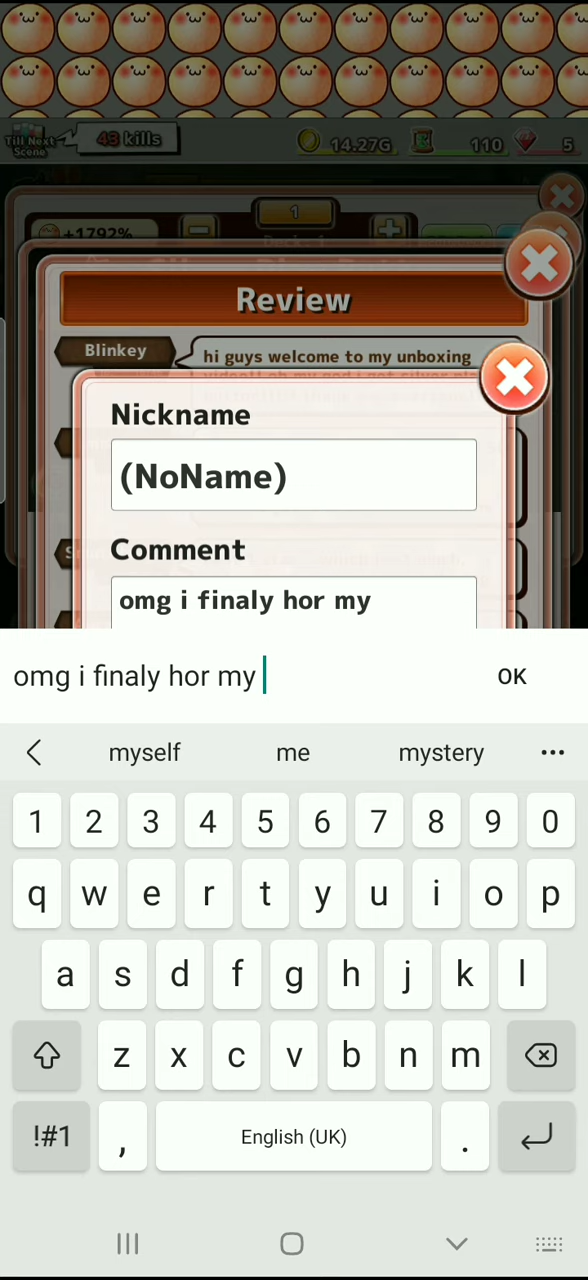 Till Next
Scene
43 kills
14.27G
110
5
+1792%
1
Review
Blinkey
hi guys welcome to my unboxing
Nickname
(NoName)
Comment
omg i finaly hor my
omg i finaly hor my
OK
myself
me
mystery
1 2 3 4 5 6 7 8 9 0
q w e r t y u i o p
a s d f g h j k l
z x c v b n m
!#1
,
English (UK)
.